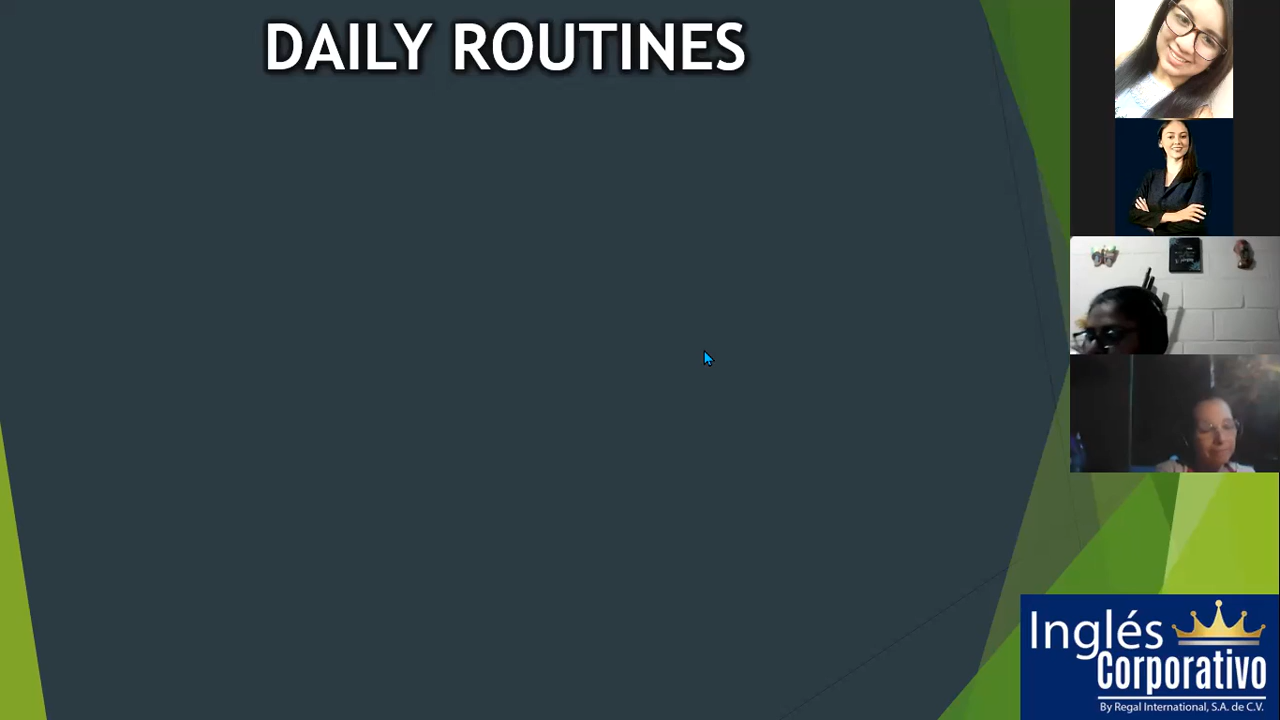 DAILY ROUTINES
Inglés
Corporativo
By Regal International, S.A. de C.V.